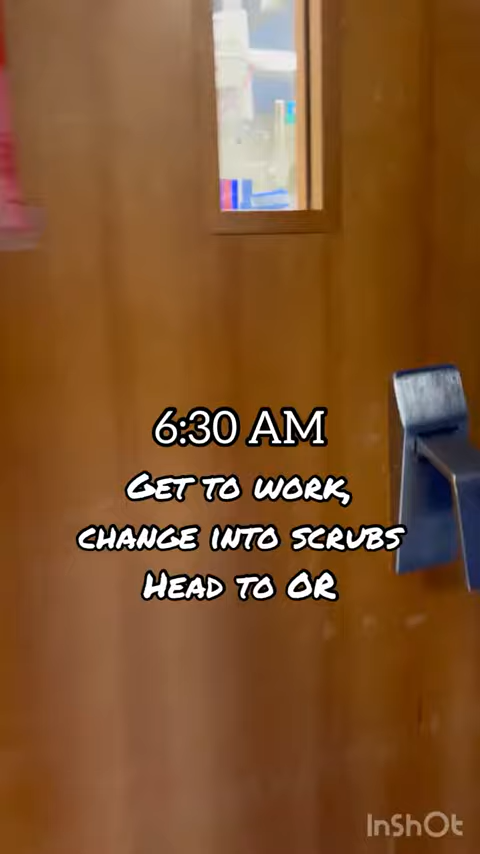 6:30 AM
GET TO WORK,
CHANGE INTO SCRUBS
HEAD TO OR
InShOt